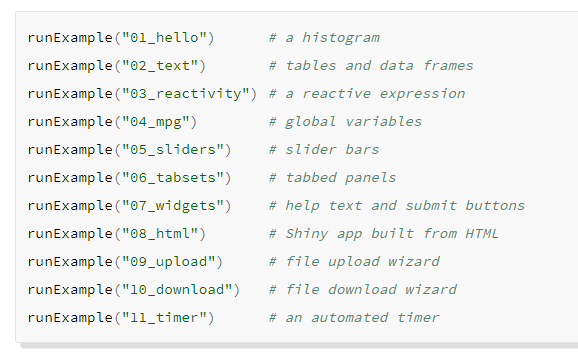 runExample("01_hello")      # a histogram
runExample("02_text")       # tables and data frames
runExample("03_reactivity") # a reactive expression
runExample("04_mpg")        # global variables
runExample("05_sliders")    # slider bars
runExample("06_tabsets")    # tabbed panels
runExample("07_widgets")    # help text and submit buttons
runExample("08_html")       # Shiny app built from HTML
runExample("09_upload")     # file upload wizard
runExample("10_download")   # file download wizard
runExample("11_timer")      # an automated timer